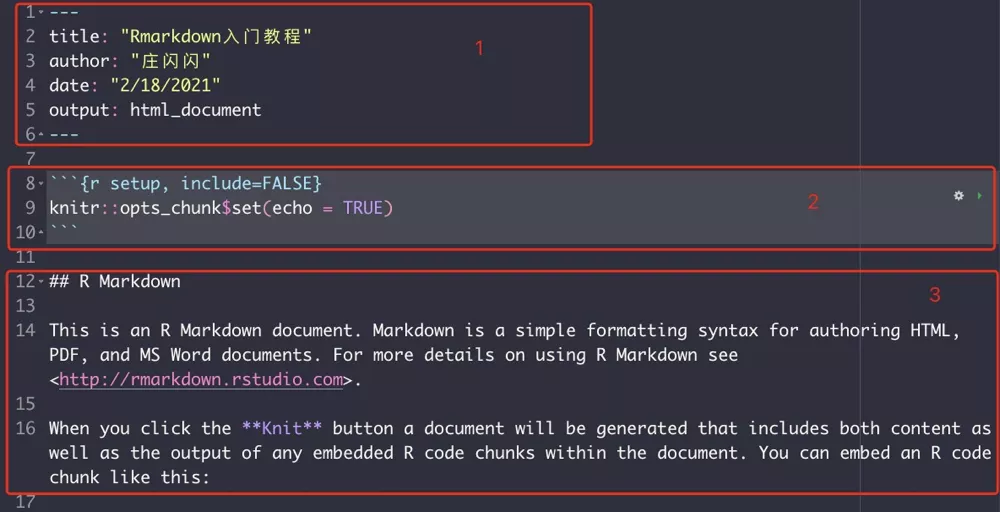 1 ---
2 title: "Rmarkdown入门教程"
3 author: "庄闪闪"
4 date: "2/18/2021"
5 output: html_document
6 ---
1
7
8 ```{r setup, include=FALSE}
9 knitr::opts_chunk$set(echo = TRUE)
10 ```
2
11
12 ## R Markdown
3
13
14 This is an R Markdown document. Markdown is a simple formatting syntax for authoring HTML,
PDF, and MS Word documents. For more details on using R Markdown see
<http://rmarkdown.rstudio.com>.
15
16 When you click the **Knit** button a document will be generated that includes both content as
well as the output of any embedded R code chunks within the document. You can embed an R code
chunk like this:
17